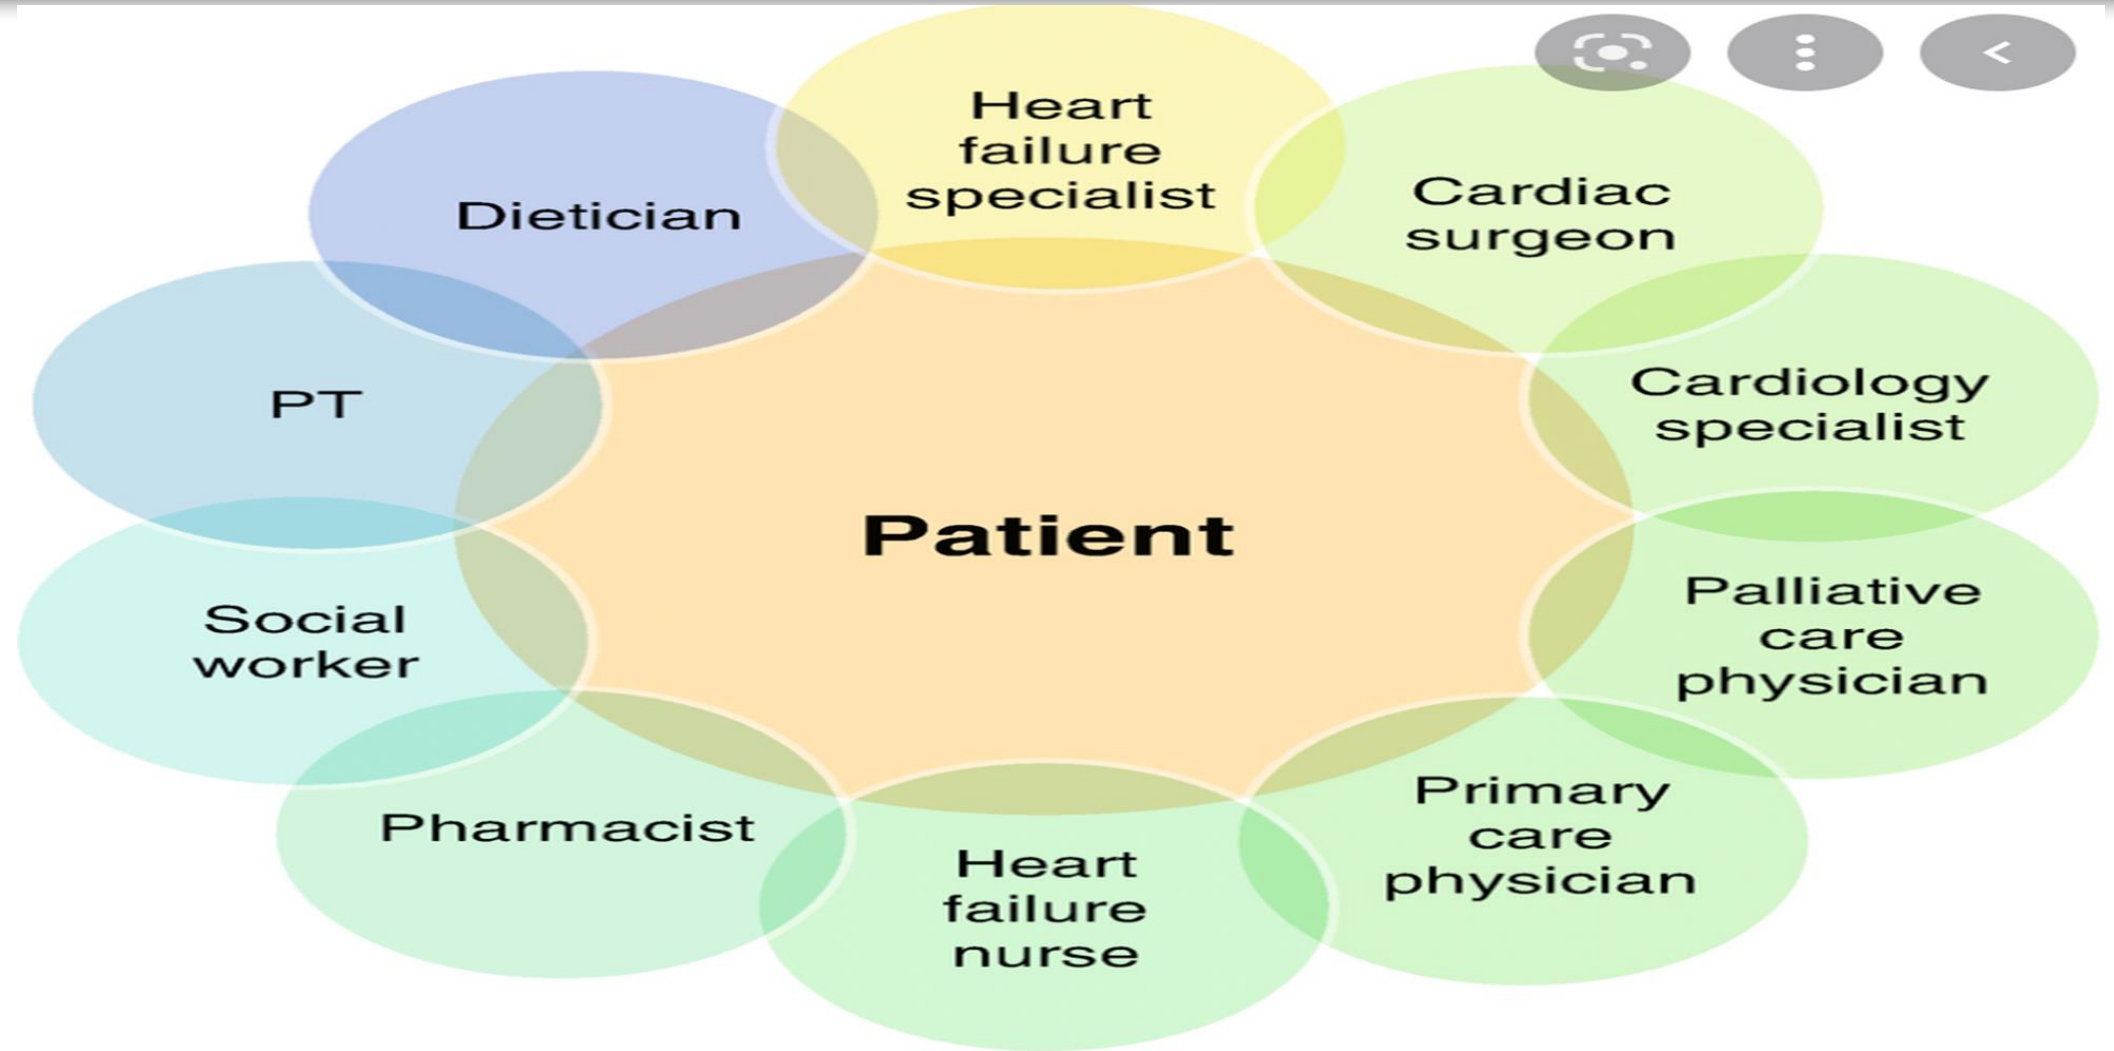 Heart
failure
specialist
Cardiac
surgeon
Cardiology
specialist
Palliative
care
physician
Primary
care
physician
Heart
failure
nurse
Pharmacist
Social
worker
PT
Dietician
Patient